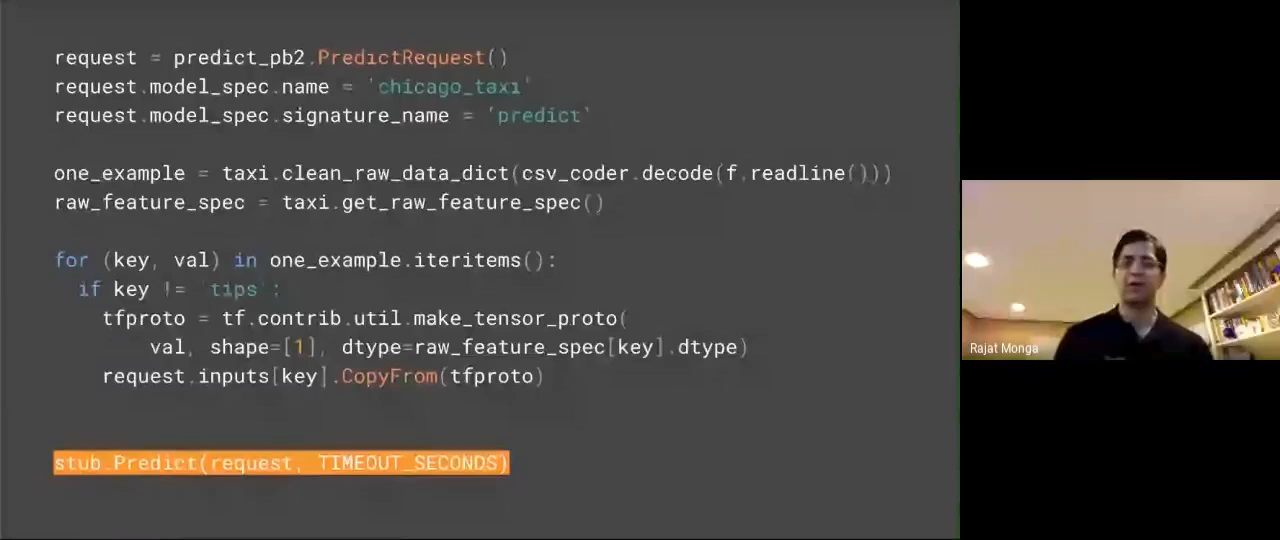 request = predict_pb2.PredictRequest()
request.model_spec.name = 'chicago_taxi'
request.model_spec.signature_name = 'predict'
one_example = taxi.clean_raw_data_dict(csv_coder.decode(f.readline()))
raw_feature_spec = taxi.get_raw_feature_spec()
for (key, val) in one_example.iteritems():
if key != 'tips':
tfproto = tf.contrib.util.make_tensor_proto(
val, shape=[1], dtype=raw_feature_spec[key].dtype)
request.inputs[key].CopyFrom(tfproto)
stub.Predict(request, TIMEOUT_SECONDS)
Rajat Monga